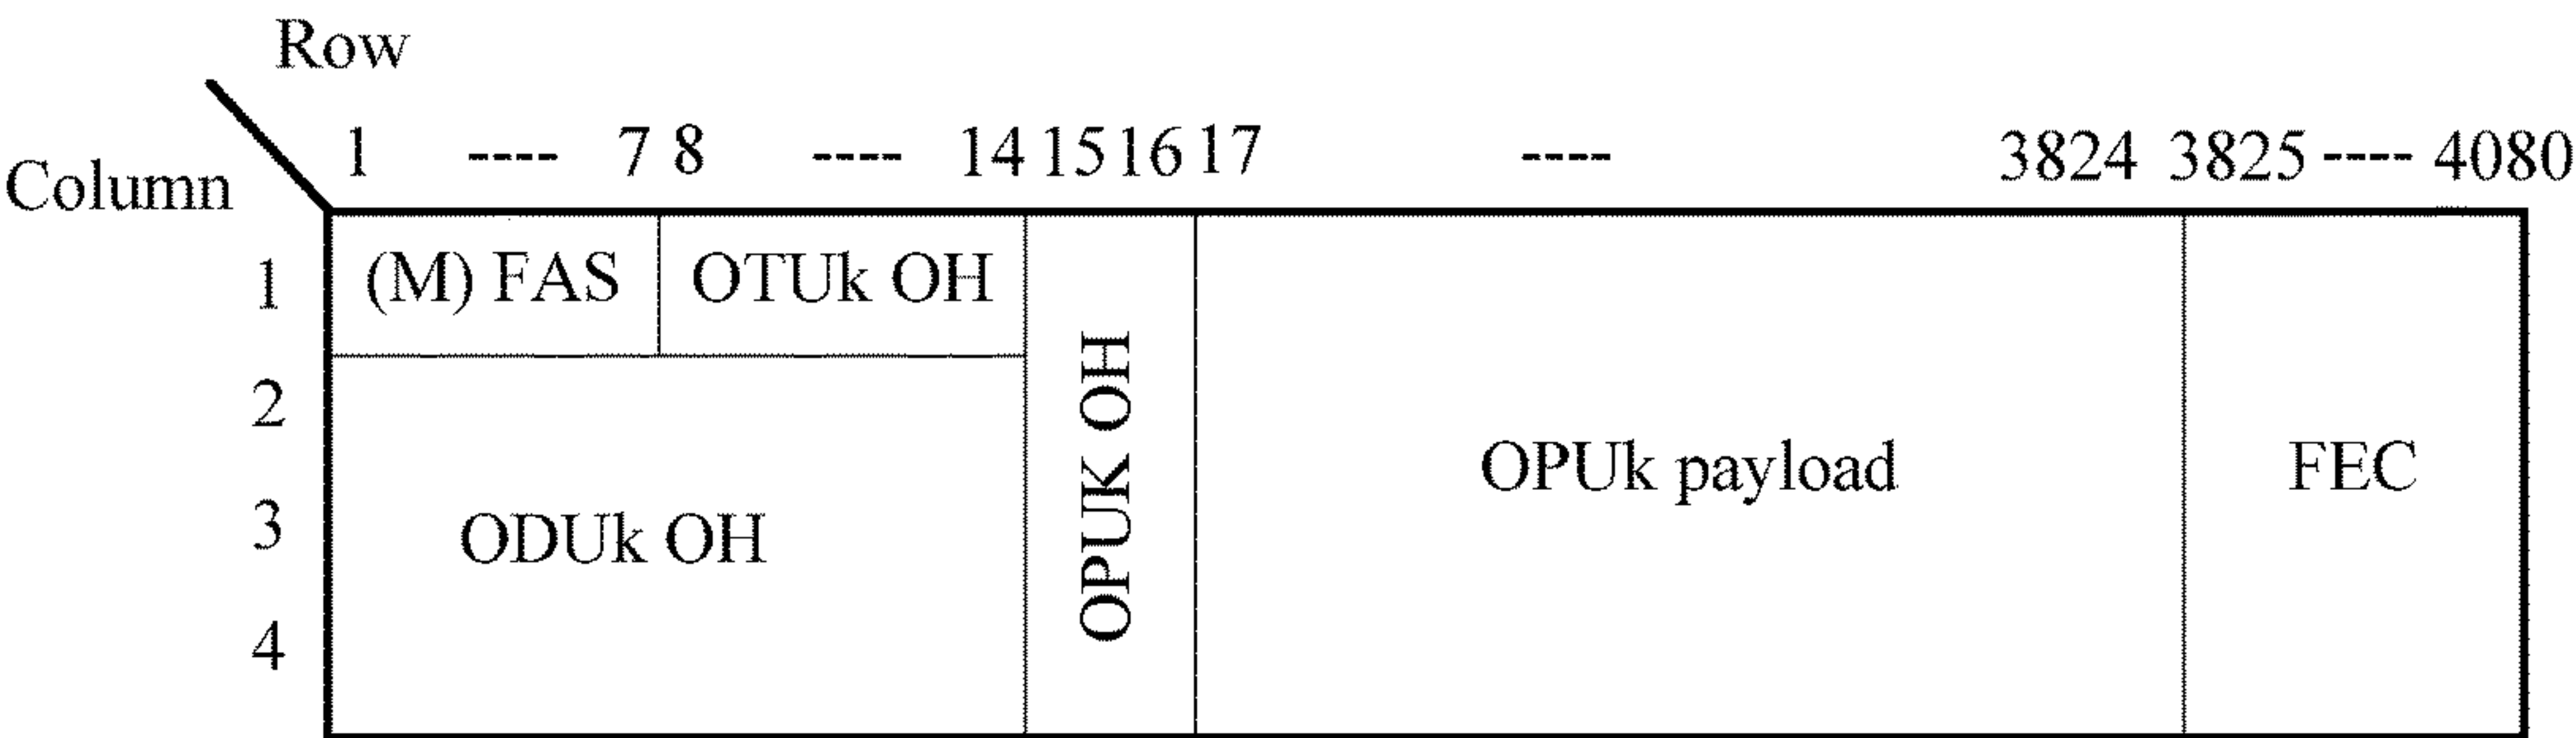 Row
Column
1 ---- 7 8 ---- 14 15 16 17 ---- 3824 3825 ---- 4080
1
(M) FAS
OTUk OH
2
3
4
ODUk OH
OPUK OH
OPUk payload
FEC